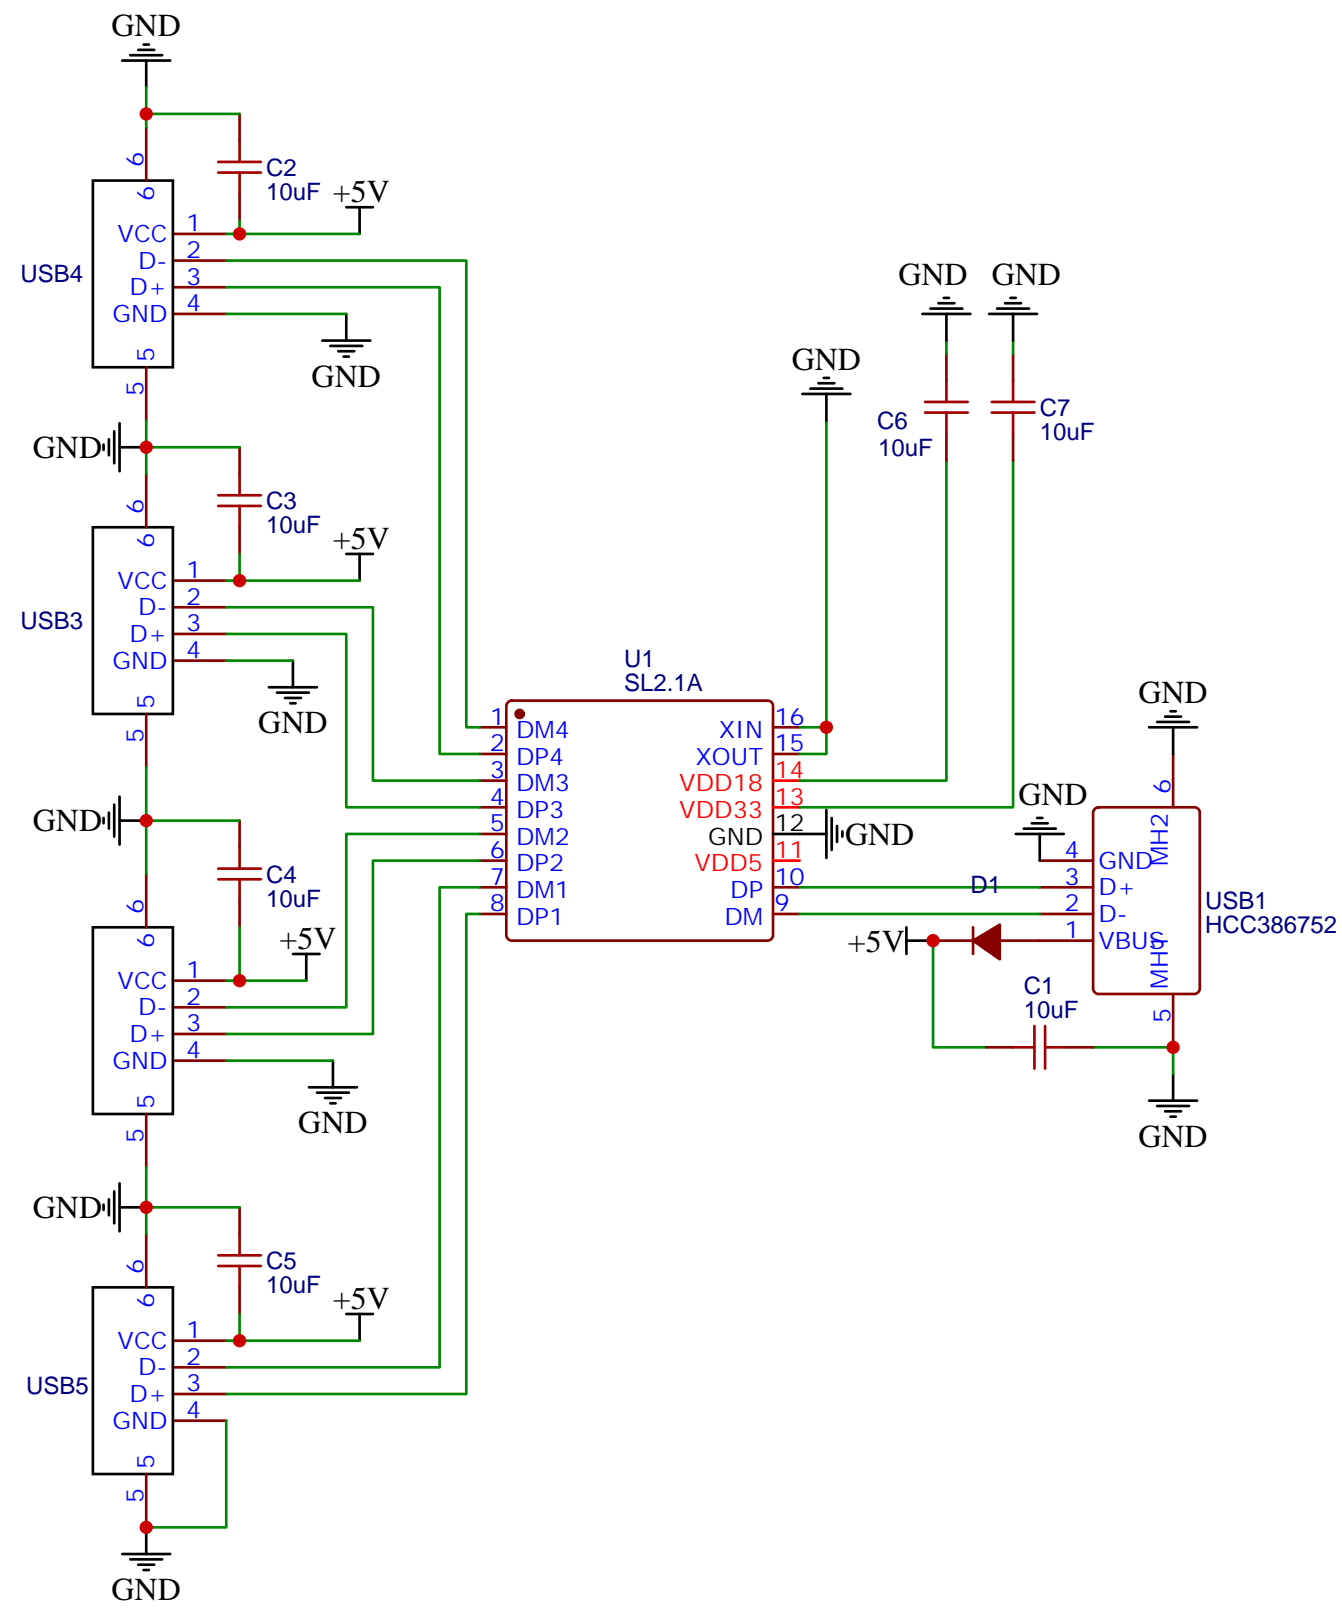 GND
6
6
C2
10uF
+5V
VCC
1
D-
2
USB4
D+
3
GND
4
5
GND
5
GND
C3
10uF
6
6
+5V
VCC
1
D-
2
USB3
D+
3
GND
4
5
GND
5
GND
C4
10uF
6
6
+5V
VCC
1
D-
2
D+
3
GND
4
5
GND
5
GND
C5
10uF
6
6
+5V
VCC
1
D-
2
USB5
D+
3
GND
4
5
5
GND
U1
SL2.1A
1
DM4
2
DP4
3
DM3
4
DP3
5
DM2
6
DP2
7
DM1
8
DP1
XIN
16
XOUT
15
VDD18
14
VDD33
13
GND
12
VDD5
11
DP
10
DM
9
GND
GND
GND
GND
C6
10uF
C7
10uF
GND
6
GND
MH2
4
GND
3
D+
2
D-
1
VBUS
MH1
5
USB1
HCC386752
D1
+5V
C1
10uF
GND